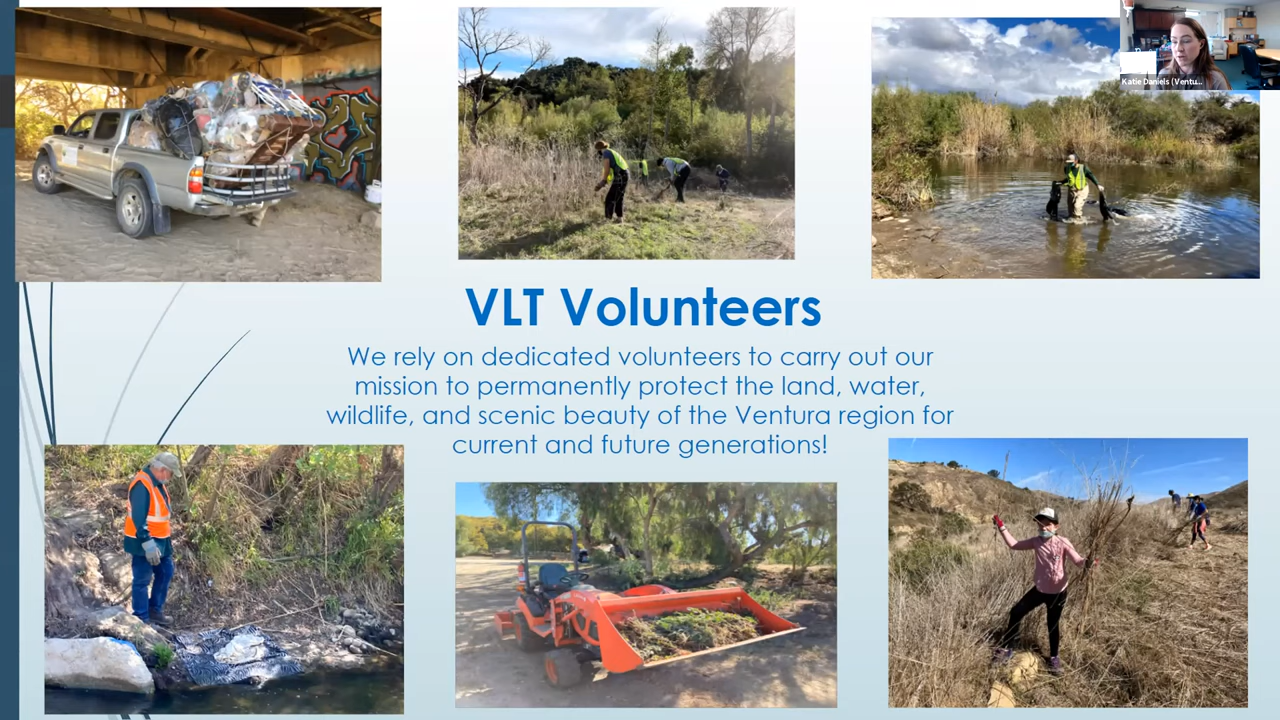 Katie Daniels (Ventu...
VLT Volunteers
We rely on dedicated volunteers to carry out our
mission to permanently protect the land, water,
wildlife, and scenic beauty of the Ventura region for
current and future generations!